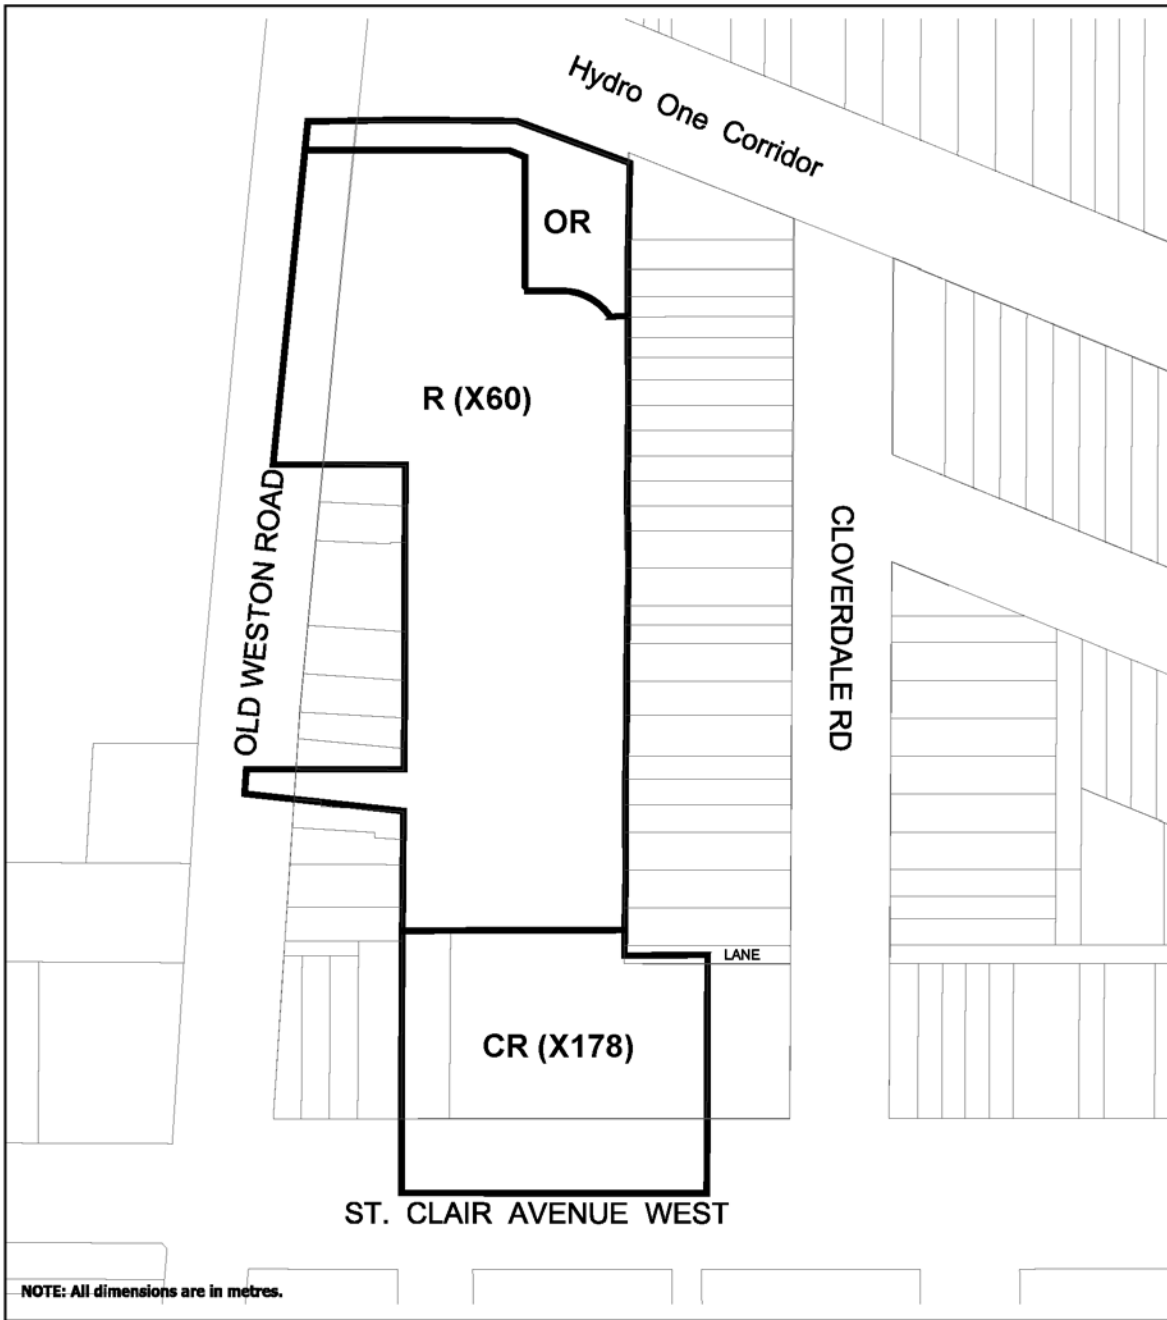 Hydro One Corridor
OR
R (X60)
OLD WESTON ROAD
CLOVERDALE RD
LANE
CR (X178)
ST. CLAIR AVENUE WEST
NOTE: All dimensions are in metres.